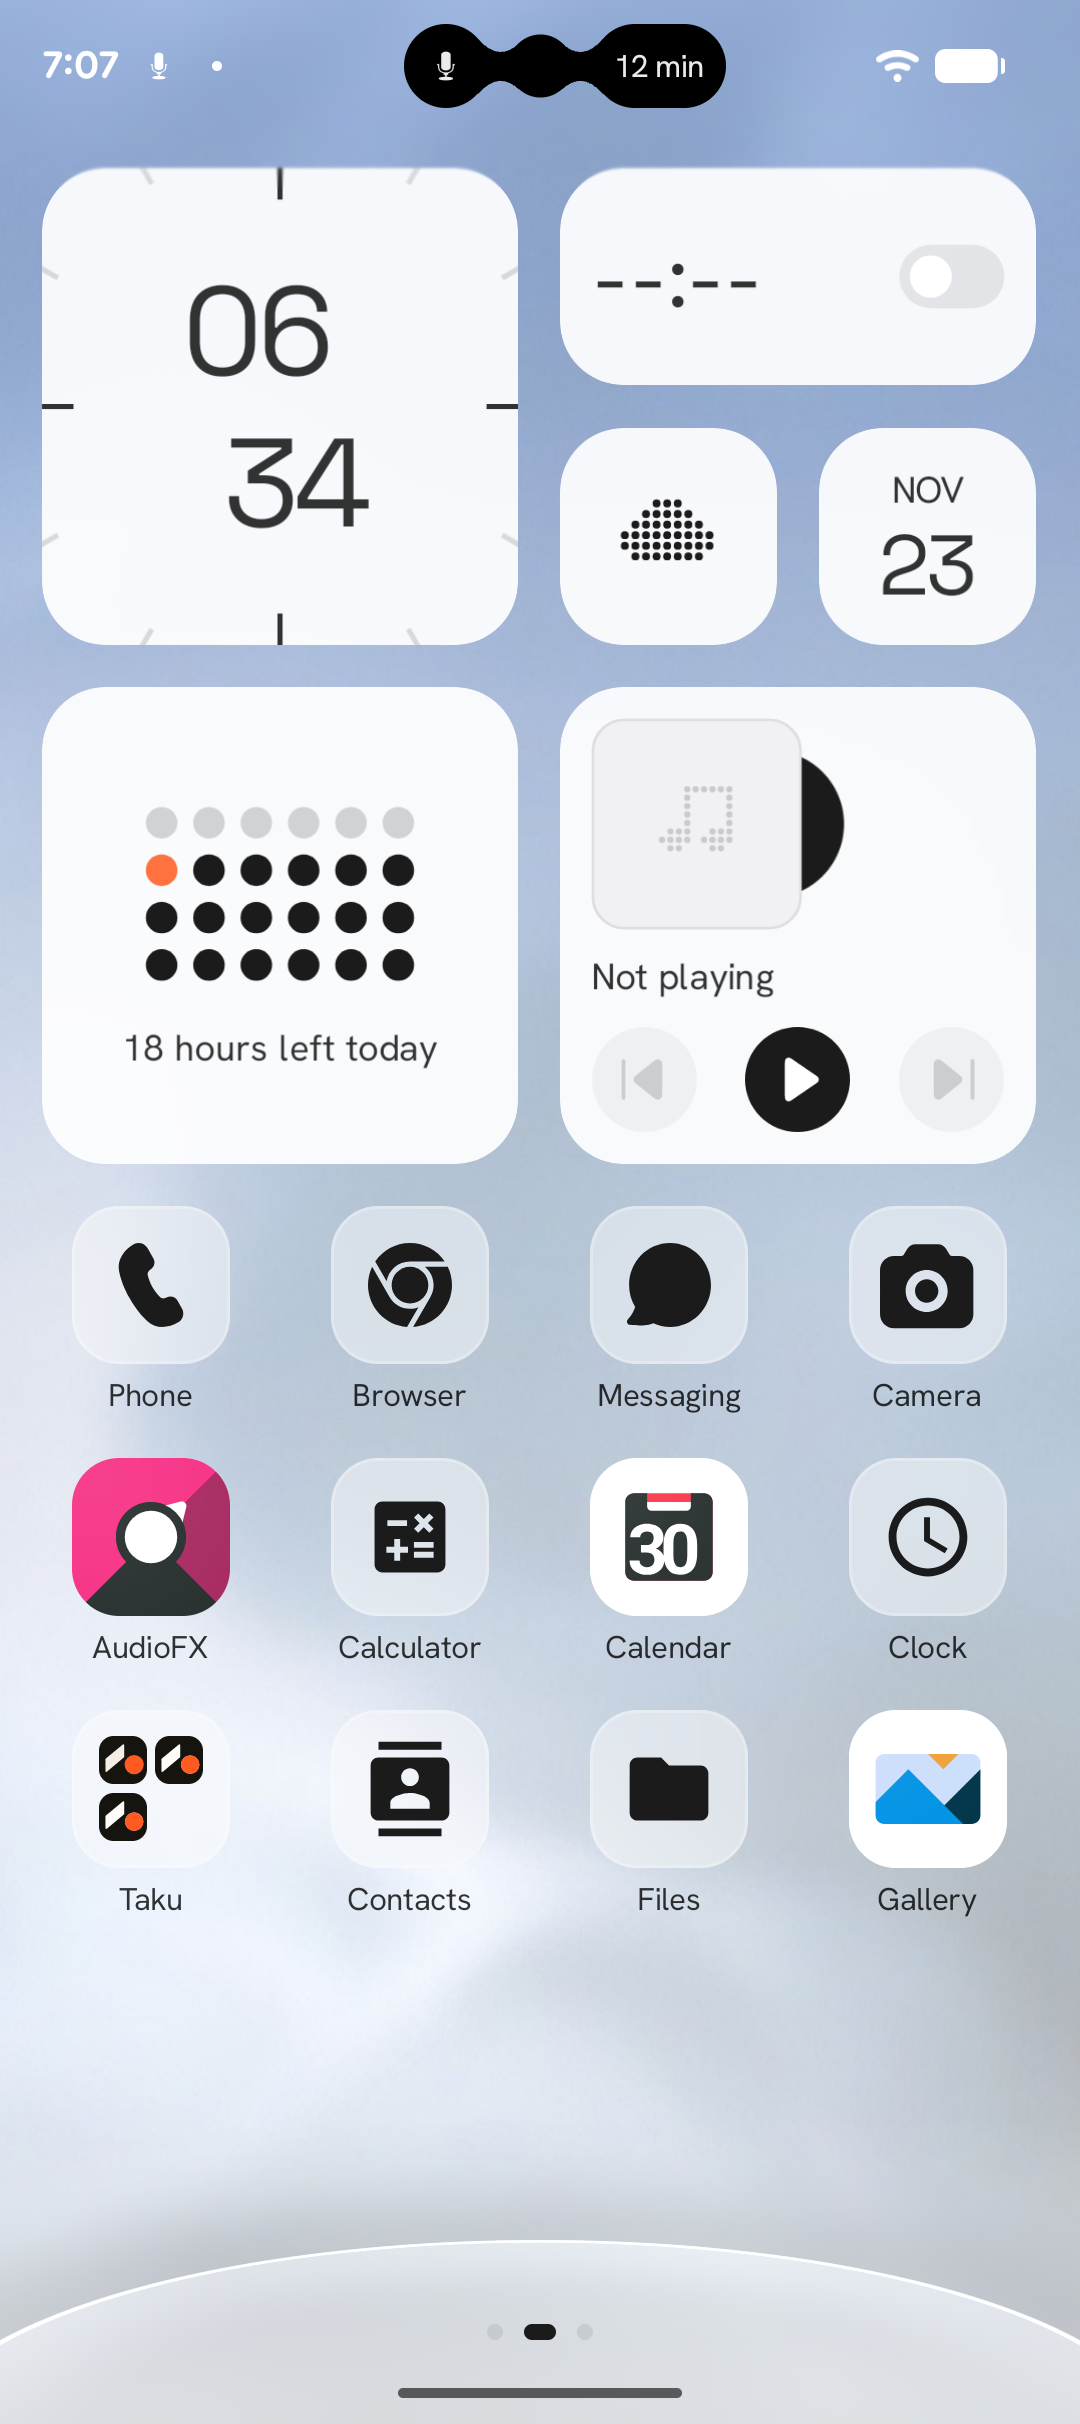 7:07
12 min
06
34
--:--
NOV
23
18 hours left today
Not playing
Phone
Browser
Messaging
Camera
AudioFX
Calculator
30
Calendar
Clock
Taku
Contacts
Files
Gallery